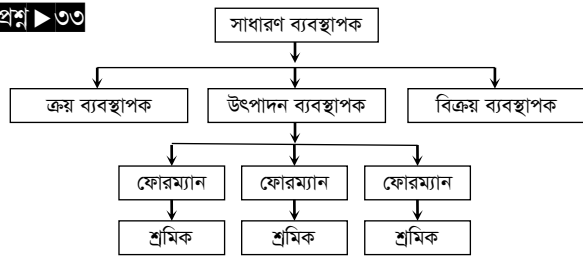 প্রশ্ন ▶ ৩৩
সাধারণ ব্যবস্থাপক
ক্রয় ব্যবস্থাপক উৎপাদন ব্যবস্থাপক বিক্রয় ব্যবস্থাপক
ফোরম্যান ফোরম্যান ফোরম্যান
শ্রমিক শ্রমিক শ্রমিক